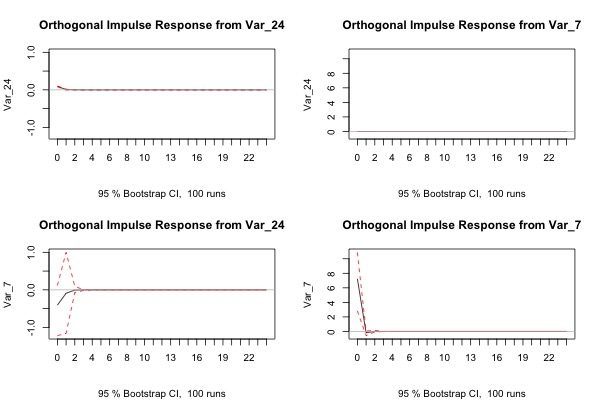 Orthogonal Impulse Response from Var_24
Var_24
1.0
0.0
-1.0
0 2 4 6 8 10 13 16 19 22
95 % Bootstrap CI,  100 runs
Orthogonal Impulse Response from Var_7
Var_24
8
6
4
2
0
0 2 4 6 8 10 13 16 19 22
95 % Bootstrap CI,  100 runs
Orthogonal Impulse Response from Var_24
Var_7
1.0
0.0
-1.0
0 2 4 6 8 10 13 16 19 22
95 % Bootstrap CI,  100 runs
Orthogonal Impulse Response from Var_7
Var_7
8
6
4
2
0
0 2 4 6 8 10 13 16 19 22
95 % Bootstrap CI,  100 runs